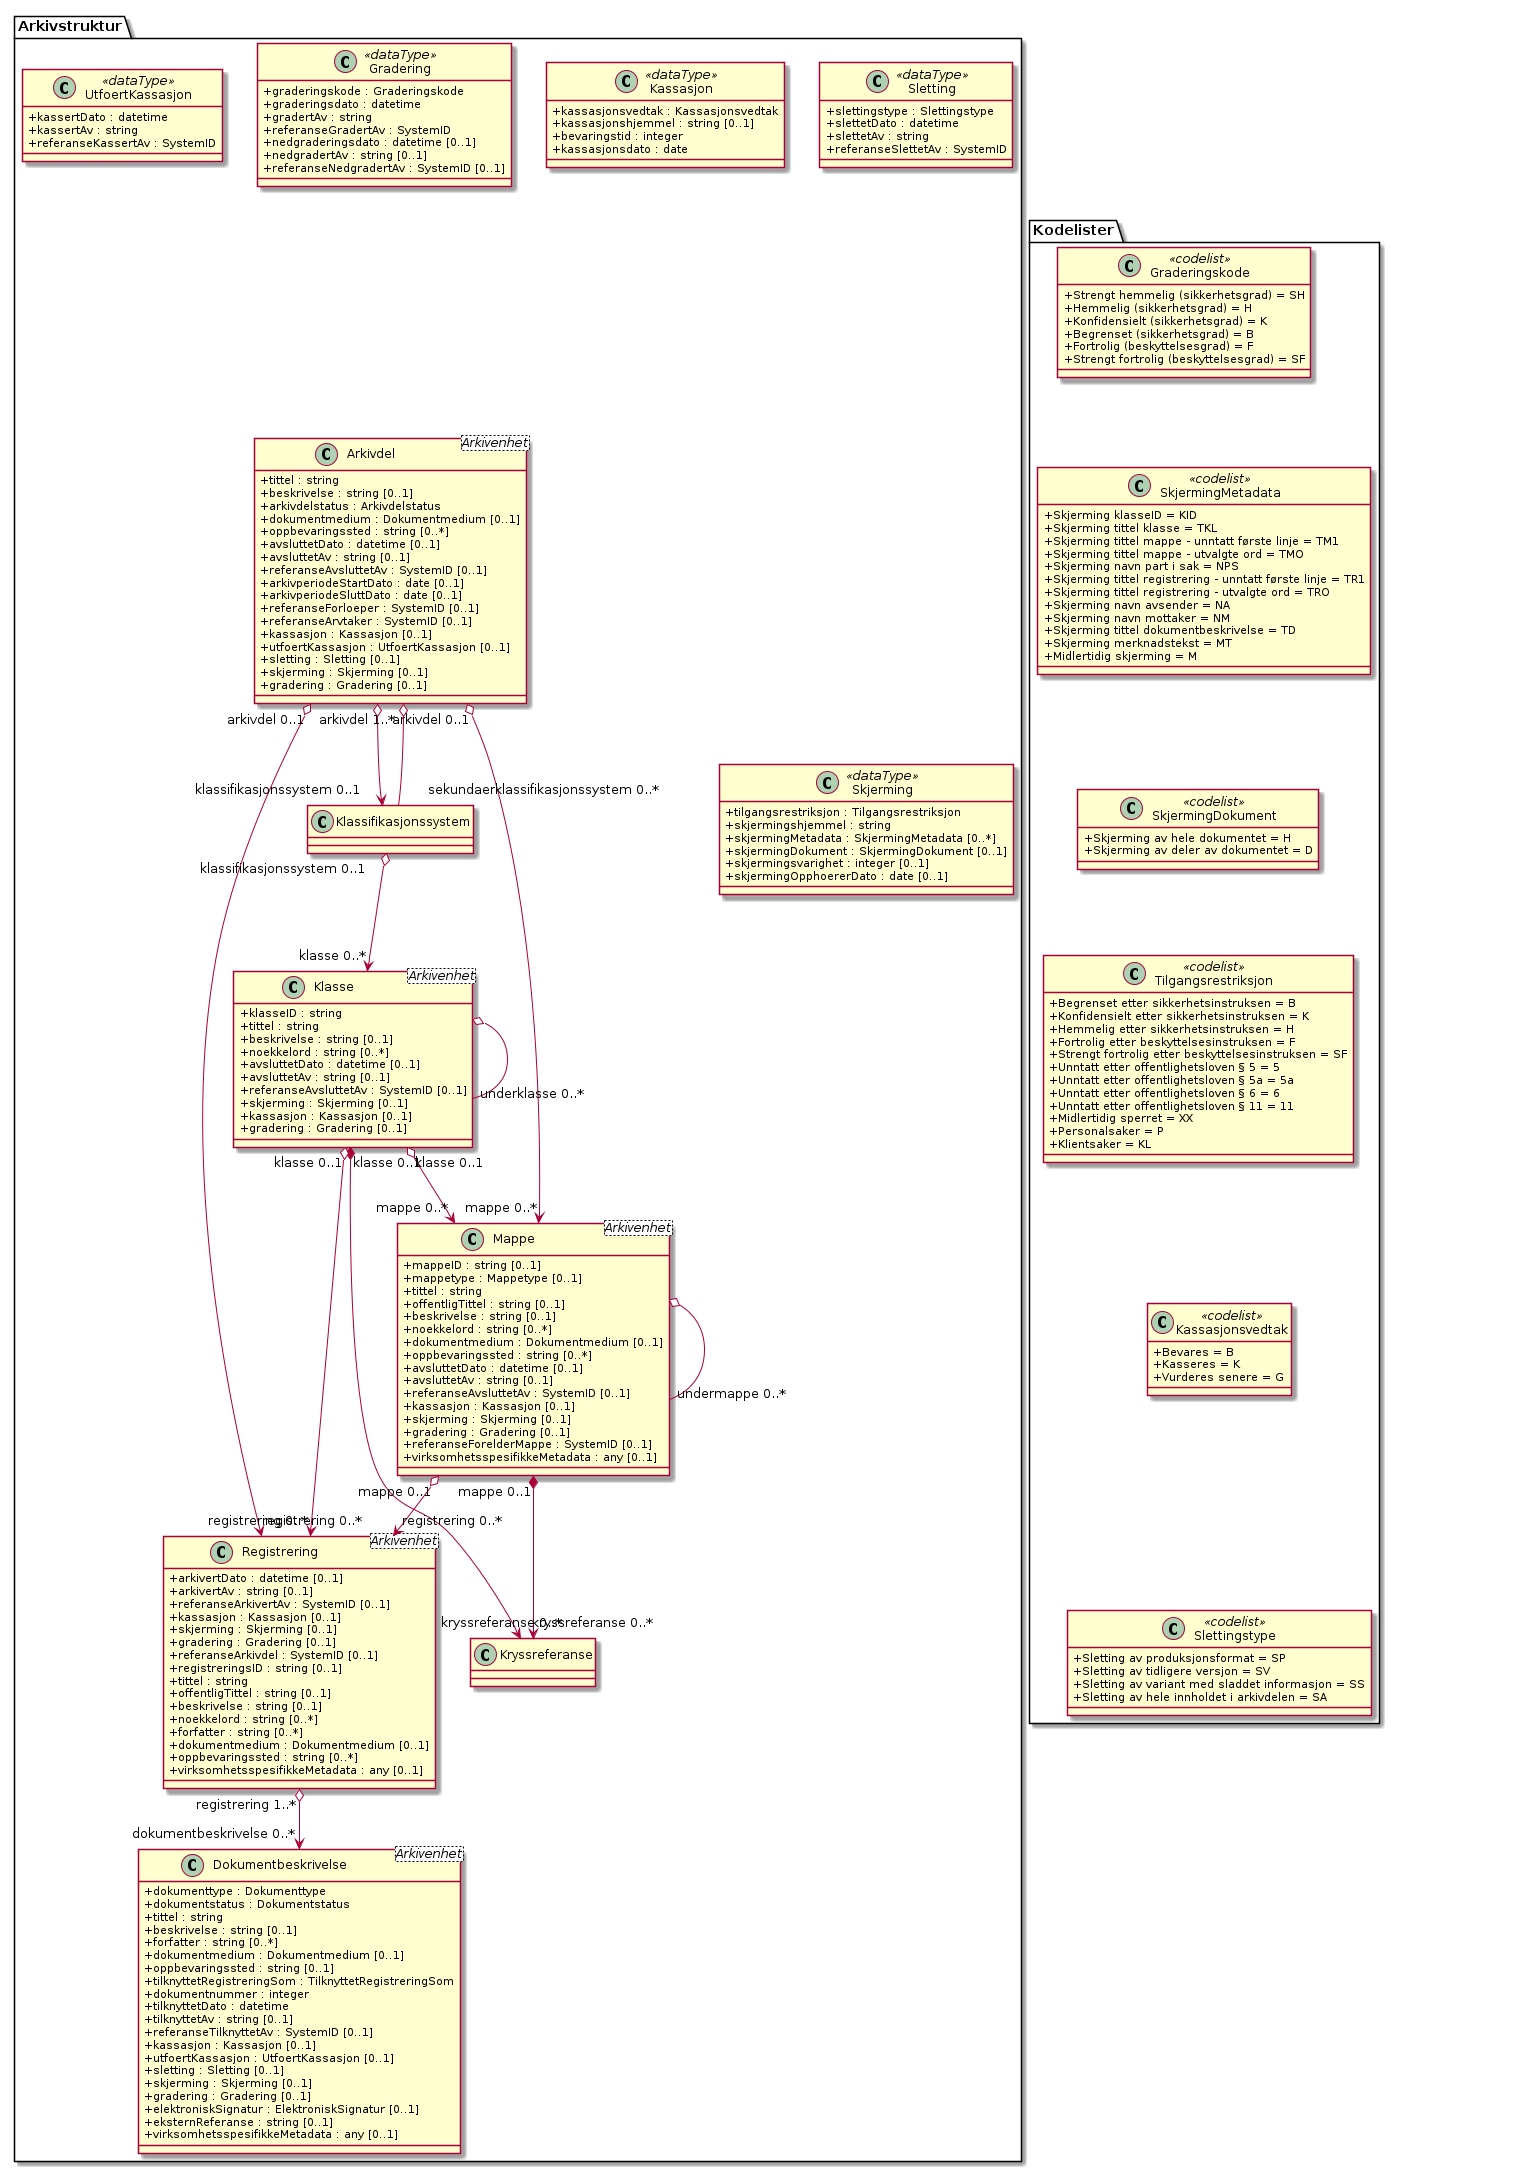 Arkivstruktur
«dataType»
UtfoertKassasjon
+kassertDato : datetime
+kassertAv : string
+referanseKassertAv : SystemID
«dataType»
Gradering
+graderingskode : Graderingskode
+graderingsdato : datetime
+gradertAv : string
+referanseGradertAv : SystemID
+nedgraderingsdato : datetime [0..1]
+nedgradertAv : string [0..1]
+referanseNedgradertAv : SystemID [0..1]
«dataType»
Kassasjon
+kassasjonsvedtak : Kassasjonsvedtak
+kassasjonshjemmel : string [0..1]
+bevaringstid : integer
+kassasjonsdato : date
«dataType»
Sletting
+slettingstype : Slettingstype
+slettetDato : datetime
+slettetAv : string
+referanseSlettetAv : SystemID
Arkivenhet
Arkivdel
+tittel : string
+beskrivelse : string [0..1]
+arkivdelstatus : Arkivdelstatus
+dokumentmedium : Dokumentmedium [0..1]
+oppbevaringssted : string [0..*]
+avsluttetDato : datetime [0..1]
+avsluttetAv : string [0..1]
+referanseAvsluttetAv : SystemID [0..1]
+arkivperiodeStartDato : date [0..1]
+arkivperiodeSluttDato : date [0..1]
+referanseForloeper : SystemID [0..1]
+referanseArvtaker : SystemID [0..1]
+kassasjon : Kassasjon [0..1]
+utfoertKassasjon : UtfoertKassasjon [0..1]
+sletting : Sletting [0..1]
+skjerming : Skjerming [0..1]
+gradering : Gradering [0..1]
arkivdel 0..1
arkivdel 1..*
arkivdel 0..1
klassifikasjonssystem 0..1
sekundaerklassifikasjonssystem 0..*
Klassifikasjonssystem
klassifikasjonssystem 0..1
klasse 0..*
«dataType»
Skjerming
+tilgangsrestriksjon : Tilgangsrestriksjon
+skjermingshjemmel : string
+skjermingMetadata : SkjermingMetadata [0..*]
+skjermingDokument : SkjermingDokument [0..1]
+skjermingsvarighet : integer [0..1]
+skjermingOpphoererDato : date [0..1]
Arkivenhet
Klasse
+klasseID : string
+tittel : string
+beskrivelse : string [0..1]
+noekkelord : string [0..*]
+avsluttetDato : datetime [0..1]
+avsluttetAv : string [0..1]
+referanseAvsluttetAv : SystemID [0..1]
+skjerming : Skjerming [0..1]
+kassasjon : Kassasjon [0..1]
+gradering : Gradering [0..1]
underklasse 0..*
klasse 0..1
klasse 0..1
klasse 0..1
mappe 0..*
mappe 0..*
Arkivenhet
Mappe
+mappeID : string [0..1]
+mappetype : Mappetype [0..1]
+tittel : string
+offentligTittel : string [0..1]
+beskrivelse : string [0..1]
+noekkelord : string [0..*]
+dokumentmedium : Dokumentmedium [0..1]
+oppbevaringssted : string [0..*]
+avsluttetDato : datetime [0..1]
+avsluttetAv : string [0..1]
+referanseAvsluttetAv : SystemID [0..1]
+kassasjon : Kassasjon [0..1]
+skjerming : Skjerming [0..1]
+gradering : Gradering [0..1]
+referanseForelderMappe : SystemID [0..1]
+virksomhetsspesifikkeMetadata : any [0..1]
undermappe 0..*
mappe 0..1
mappe 0..1
registrering 0..*
registrering 0..*
registrering 0..*
Arkivenhet
Registrering
+arkivertDato : datetime [0..1]
+arkivertAv : string [0..1]
+referanseArkivertAv : SystemID [0..1]
+kassasjon : Kassasjon [0..1]
+skjerming : Skjerming [0..1]
+gradering : Gradering [0..1]
+referanseArkivdel : SystemID [0..1]
+registreringsID : string [0..1]
+tittel : string
+offentligTittel : string [0..1]
+beskrivelse : string [0..1]
+noekkelord : string [0..*]
+forfatter : string [0..*]
+dokumentmedium : Dokumentmedium [0..1]
+oppbevaringssted : string [0..*]
+virksomhetsspesifikkeMetadata : any [0..1]
kryssreferanse 0..*
kryssreferanse 0..*
Kryssreferanse
registrering 1..*
dokumentbeskrivelse 0..*
Arkivenhet
Dokumentbeskrivelse
+dokumenttype : Dokumenttype
+dokumentstatus : Dokumentstatus
+tittel : string
+beskrivelse : string [0..1]
+forfatter : string [0..*]
+dokumentmedium : Dokumentmedium [0..1]
+oppbevaringssted : string [0..1]
+tilknyttetRegistreringSom : TilknyttetRegistreringSom
+dokumentnummer : integer
+tilknyttetDato : datetime
+tilknyttetAv : string [0..1]
+referanseTilknyttetAv : SystemID [0..1]
+kassasjon : Kassasjon [0..1]
+utfoertKassasjon : UtfoertKassasjon [0..1]
+sletting : Sletting [0..1]
+skjerming : Skjerming [0..1]
+gradering : Gradering [0..1]
+elektroniskSignatur : ElektroniskSignatur [0..1]
+eksternReferanse : string [0..1]
+virksomhetsspesifikkeMetadata : any [0..1]
Kodelister
«codelist»
Graderingskode
+Strengt hemmelig (sikkerhetsgrad) = SH
+Hemmelig (sikkerhetsgrad) = H
+Konfidensielt (sikkerhetsgrad) = K
+Begrenset (sikkerhetsgrad) = B
+Fortrolig (beskyttelsesgrad) = F
+Strengt fortrolig (beskyttelsesgrad) = SF
«codelist»
SkjermingMetadata
+Skjerming klasseID = KID
+Skjerming tittel klasse = TKL
+Skjerming tittel mappe - unntatt første linje = TM1
+Skjerming tittel mappe - utvalgte ord = TMO
+Skjerming navn part i sak = NPS
+Skjerming tittel registrering - unntatt første linje = TR1
+Skjerming tittel registrering - utvalgte ord = TRO
+Skjerming navn avsender = NA
+Skjerming navn mottaker = NM
+Skjerming tittel dokumentbeskrivelse = TD
+Skjerming merknadstekst = MT
+Midlertidig skjerming = M
«codelist»
SkjermingDokument
+Skjerming av hele dokumentet = H
+Skjerming av deler av dokumentet = D
«codelist»
Tilgangsrestriksjon
+Begrenset etter sikkerhetsinstruksen = B
+Konfidensielt etter sikkerhetsinstruksen = K
+Hemmelig etter sikkerhetsinstruksen = H
+Fortrolig etter beskyttelsesinstruksen = F
+Strengt fortrolig etter beskyttelsesinstruksen = SF
+Unntatt etter offentlighetsloven § 5 = 5
+Unntatt etter offentlighetsloven § 5a = 5a
+Unntatt etter offentlighetsloven § 6 = 6
+Unntatt etter offentlighetsloven § 11 = 11
+Midlertidig sperret = XX
+Personalsaker = P
+Klientsaker = KL
«codelist»
Kassasjonsvedtak
+Bevares = B
+Kasseres = K
+Vurderes senere = G
«codelist»
Slettingstype
+Sletting av produksjonsformat = SP
+Sletting av tidligere versjon = SV
+Sletting av variant med sladdet informasjon = SS
+Sletting av hele innholdet i arkivdelen = SA